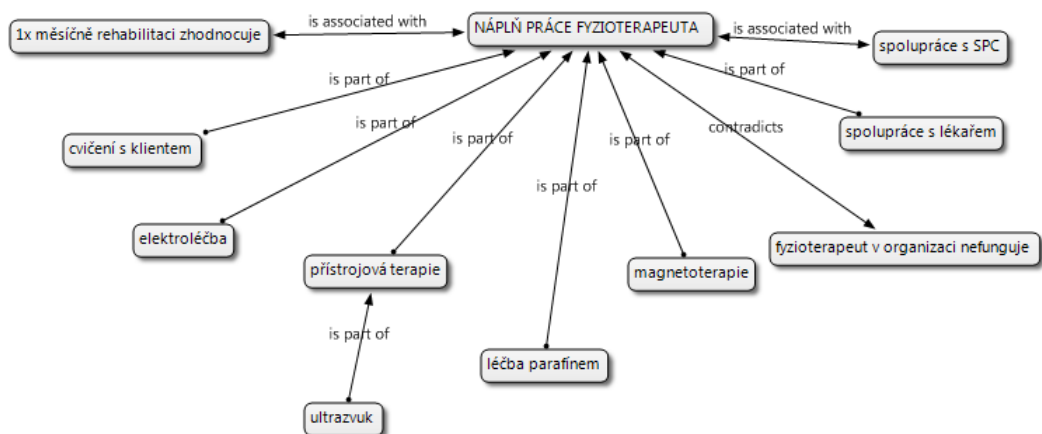 is associated with
NÁPLŇ PRÁCE FYZIOTERAPEUTA
is associated with
1x měsíčně rehabilitaci zhodnocuje
spolupráce s SPC
is part of
is part of
is part of
is part of
is part of
contradicts
spolupráce s lékařem
cvičení s klientem
is part of
elektroléčba
fyzioterapeut v organizaci nefunguje
přístrojová terapie
magnetoterapie
is part of
léčba parafínem
ultrazvuk